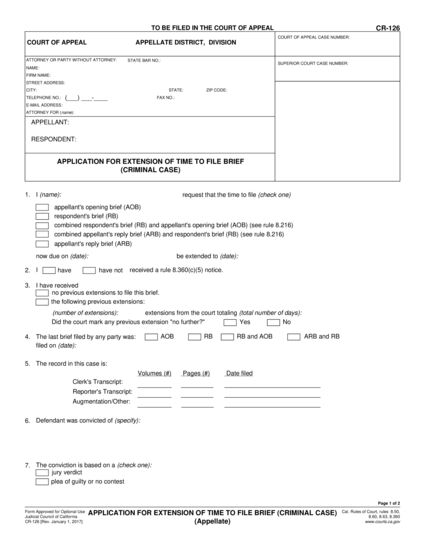 TO BE FILED IN THE COURT OF APPEAL CR-126
COURT OF APPEAL APPELLATE DISTRICT, DIVISION
COURT OF APPEAL CASE NUMBER:
ATTORNEY OR PARTY WITHOUT ATTORNEY: STATE BAR NO.:
NAME:
FIRM NAME:
STREET ADDRESS:
CITY: STATE: ZIP CODE:
TELEPHONE NO.: (___) ___-____ FAX NO.:
E-MAIL ADDRESS:
ATTORNEY FOR (name):
SUPERIOR COURT CASE NUMBER:
APPELLANT:
RESPONDENT:
APPLICATION FOR EXTENSION OF TIME TO FILE BRIEF
(CRIMINAL CASE)
1. I (name): request that the time to file (check one)
appellant's opening brief (AOB)
respondent's brief (RB)
combined respondent's brief (RB) and appellant's opening brief (AOB) (see rule 8.216)
combined appellant's reply brief (ARB) and respondent's brief (RB) (see rule 8.216)
appellant's reply brief (ARB)
now due on (date): be extended to (date):
2. I have have not received a rule 8.360(c)(5) notice.
3. I have received
no previous extensions to file this brief.
the following previous extensions:
(number of extensions): extensions from the court totaling (total number of days):
Did the court mark any previous extension "no further?" Yes No
4. The last brief filed by any party was: AOB RB RB and AOB ARB and RB
filed on (date):
5. The record in this case is:
Volumes (#) Pages (#) Date filed
Clerk's Transcript:
Reporter's Transcript:
Augmentation/Other:
6. Defendant was convicted of (specify):
7. The conviction is based on a (check one):
jury verdict
plea of guilty or no contest
Page 1 of 2
Form Approved for Optional Use
Judicial Council of California
CR-126 [Rev. January 1, 2017]
APPLICATION FOR EXTENSION OF TIME TO FILE BRIEF (CRIMINAL CASE)
(Appellate)
Cal. Rules of Court, rules 8.50,
8.60, 8.63, 8.360
www.courts.ca.gov